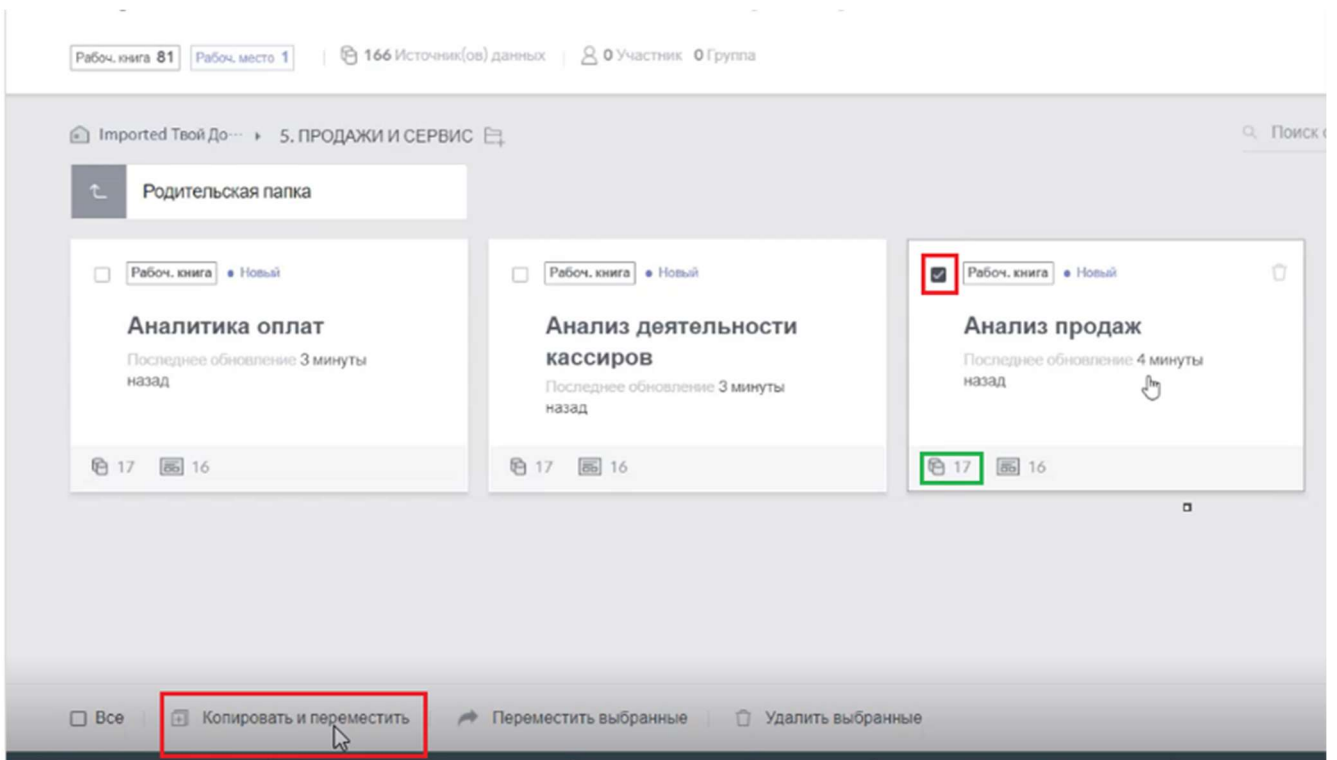 Рабоч. книга 81 Рабоч. место 1 166 Источник(ов) данных 0 Участник 0 Группа
Imported Твой До··· 5. ПРОДАЖИ И СЕРВИС Поиск
Родительская папка
Рабоч. книга • Новый
Аналитика оплат
Последнее обновление 3 минуты
назад
17 16
Рабоч. книга • Новый
Анализ деятельности
кассиров
Последнее обновление 3 минуты
назад
17 16
Рабоч. книга • Новый
Анализ продаж
Последнее обновление 4 минуты
назад
17 16
Все Копировать и переместить Переместить выбранные Удалить выбранные